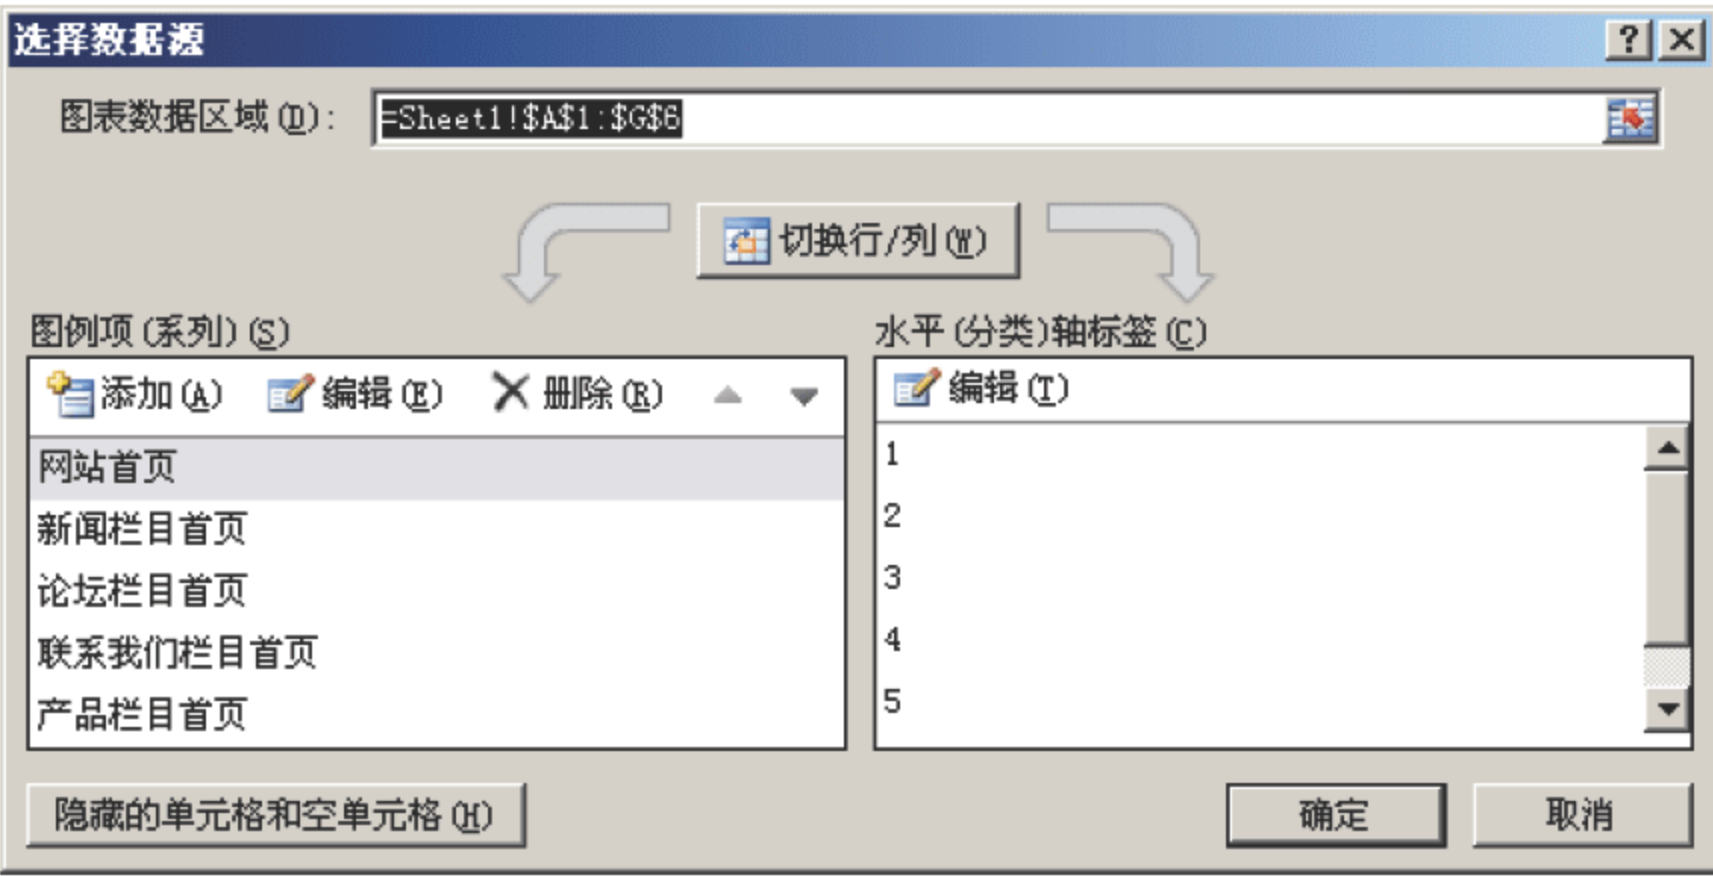 选择数据源
图表数据区域(D): =Sheet1!$A$1:$G$6
切换行/列(W)
图例项(系列)(S)
水平(分类)轴标签(C)
添加(A) 编辑(E) 删除(R)
编辑(T)
网站首页
新闻栏目首页
论坛栏目首页
联系我们栏目首页
产品栏目首页
1
2
3
4
5
隐藏的单元格和空单元格(H)
确定
取消